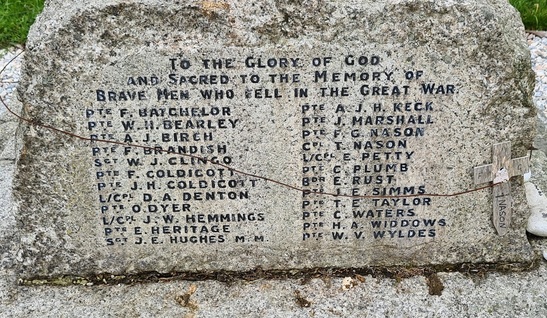 To the Glory of God
and Sacred to the Memory of
Brave Men who fell in the Great War
Pte F. Batchelor
Pte W. H. Bearley
Pte A. J. Birch
Pte F. Brandish
Sgt W. J. Clingo
Pte F. Coldicott
Pte J. H. Coldicott
L/Cpl D. A. Denton
Pte O. Dyer
L/Cpl J. W. Hemmings
Pte E. Heritage
Sgt J. E. Hughes M.M.
Pte A. J. H. Keck
Pte J. Marshall
Pte F. G. Nason
Cpl T. Nason
L/Cpl E. Petty
Pte C. Plumb
Bdr E. Rust
Pte J. E. Simms
Pte T. E. Taylor
Pte C. Waters
Pte H. A. Widdows
Pte W. V. Wyldes